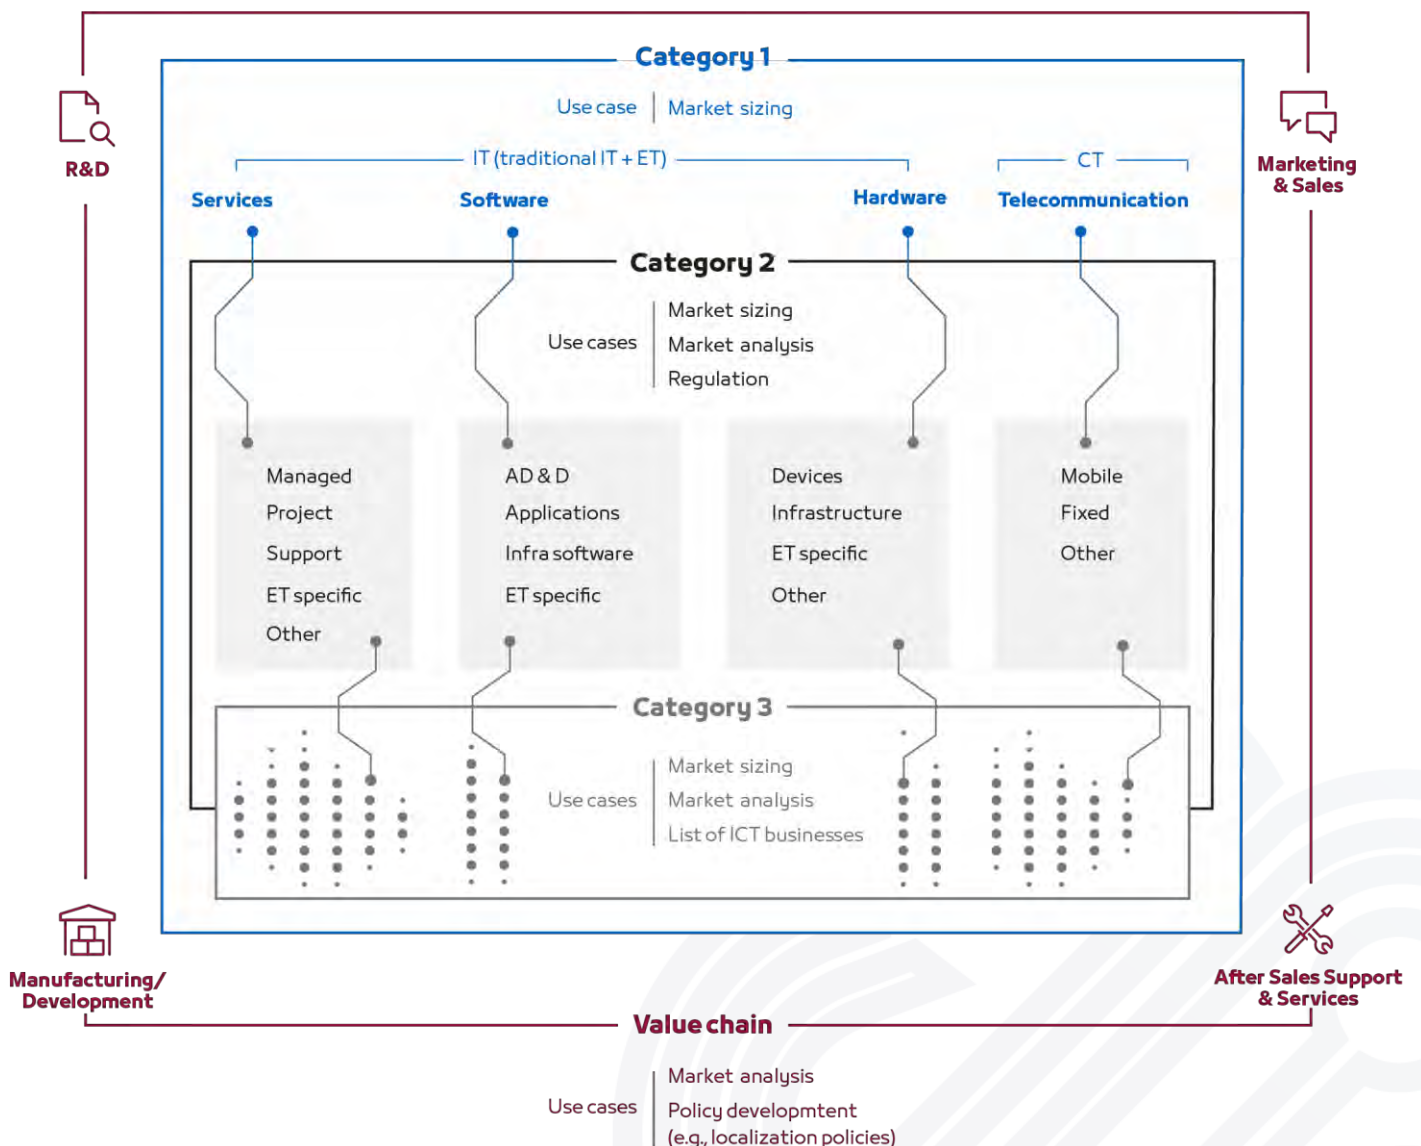 Category 1
Use case
Market sizing
R&D
Marketing
& Sales
IT (traditional IT + ET)
CT
Services
Software
Hardware
Telecommunication
Category 2
Use cases
Market sizing
Market analysis
Regulation
Managed
Project
Support
ET specific
Other
AD & D
Applications
Infra software
ET specific
Devices
Infrastructure
ET specific
Other
Mobile
Fixed
Other
Category 3
Use cases
Market sizing
Market analysis
List of ICT businesses
Manufacturing/
Development
After Sales Support
& Services
Value chain
Use cases
Market analysis
Policy developmtent
(e.g., localization policies)